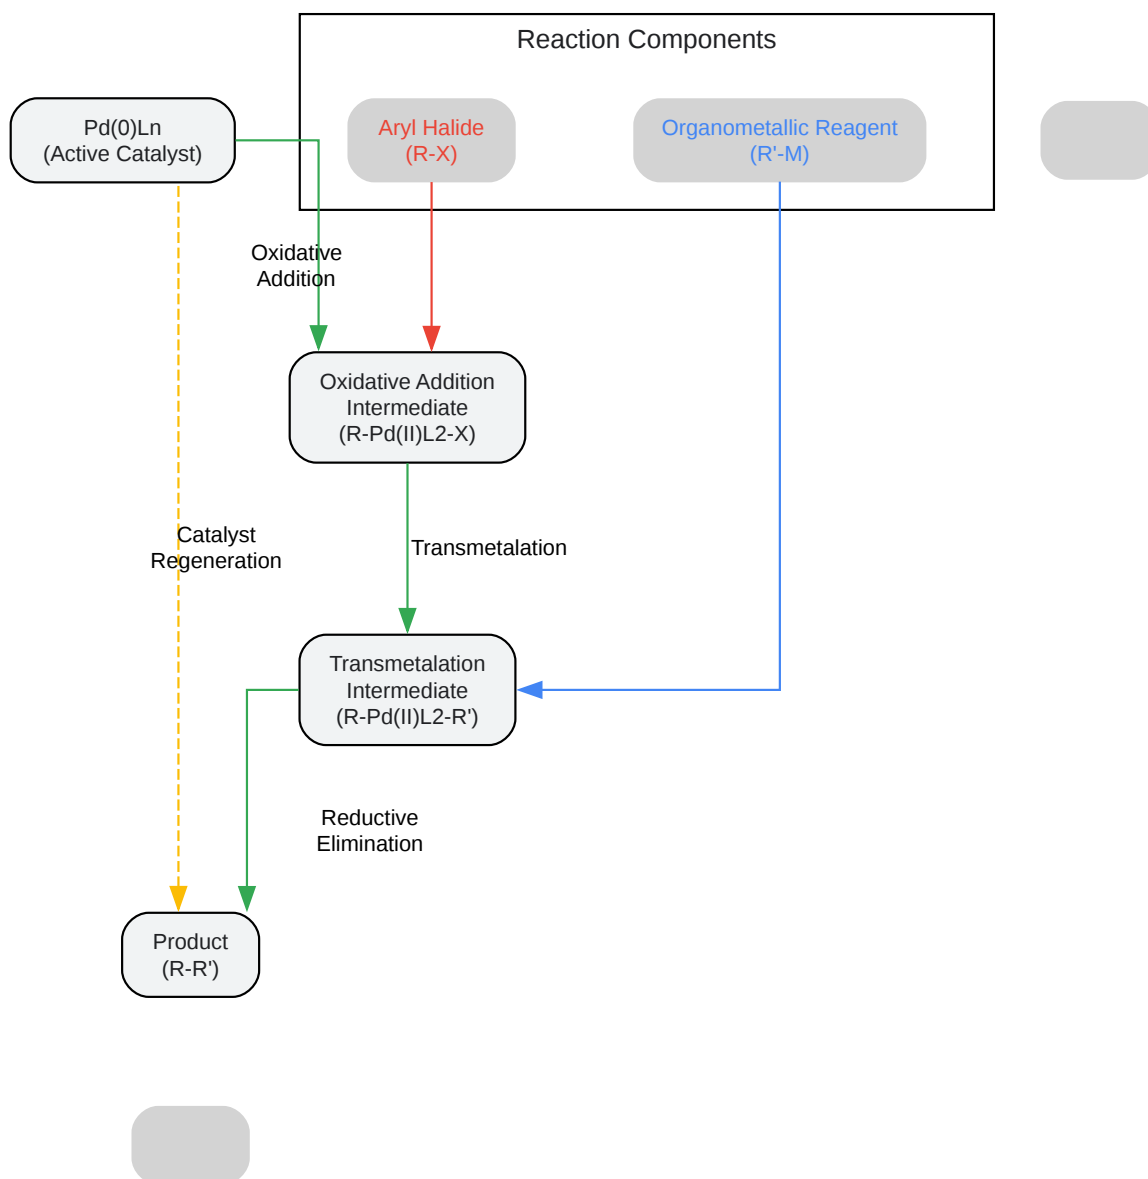 Reaction Components
Pd(0)Ln
(Active Catalyst)
Aryl Halide
(R-X)
Organometallic Reagent
(R'-M)
Oxidative
Addition
Oxidative Addition
Intermediate
(R-Pd(II)L2-X)
Catalyst
Regeneration
Transmetalation
Transmetalation
Intermediate
(R-Pd(II)L2-R')
Reductive
Elimination
Product
(R-R')